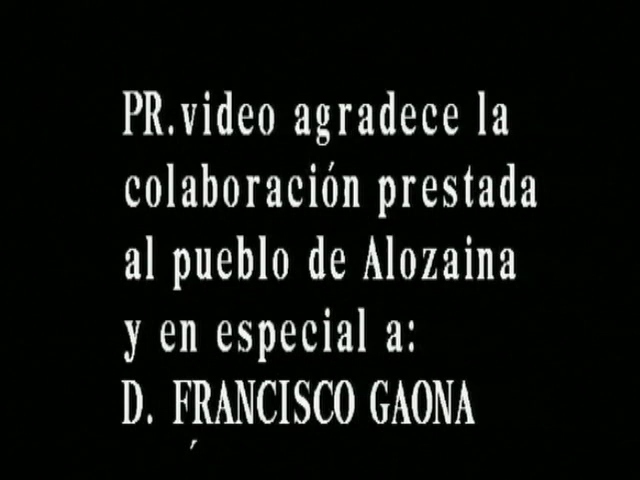 PR.video agradece la
colaboración prestada
al pueblo de Alozaina
y en especial a:
D. FRANCISCO GAONA